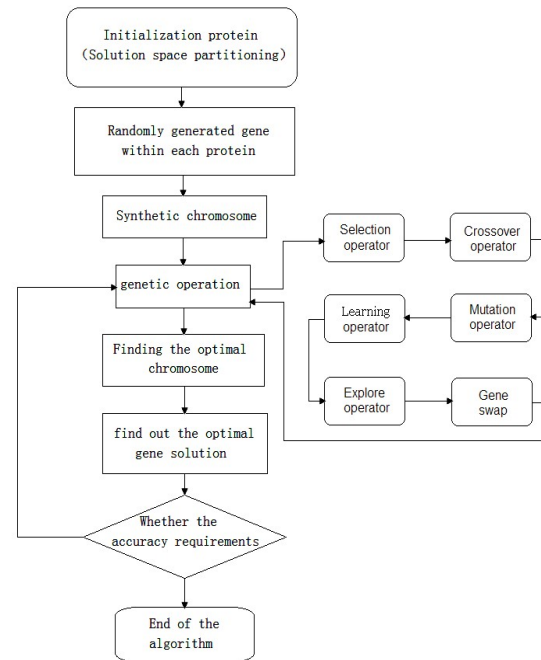 Initialization protein
(Solution space partitioning)
Randomly generated gene
within each protein
Synthetic chromosome
genetic operation
Finding the optimal
chromosome
find out the optimal
gene solution
Whether the
accuracy requirements
End of the
algorithm
Selection
operator
Crossover
operator
Mutation
operator
Learning
operator
Explore
operator
Gene
swap